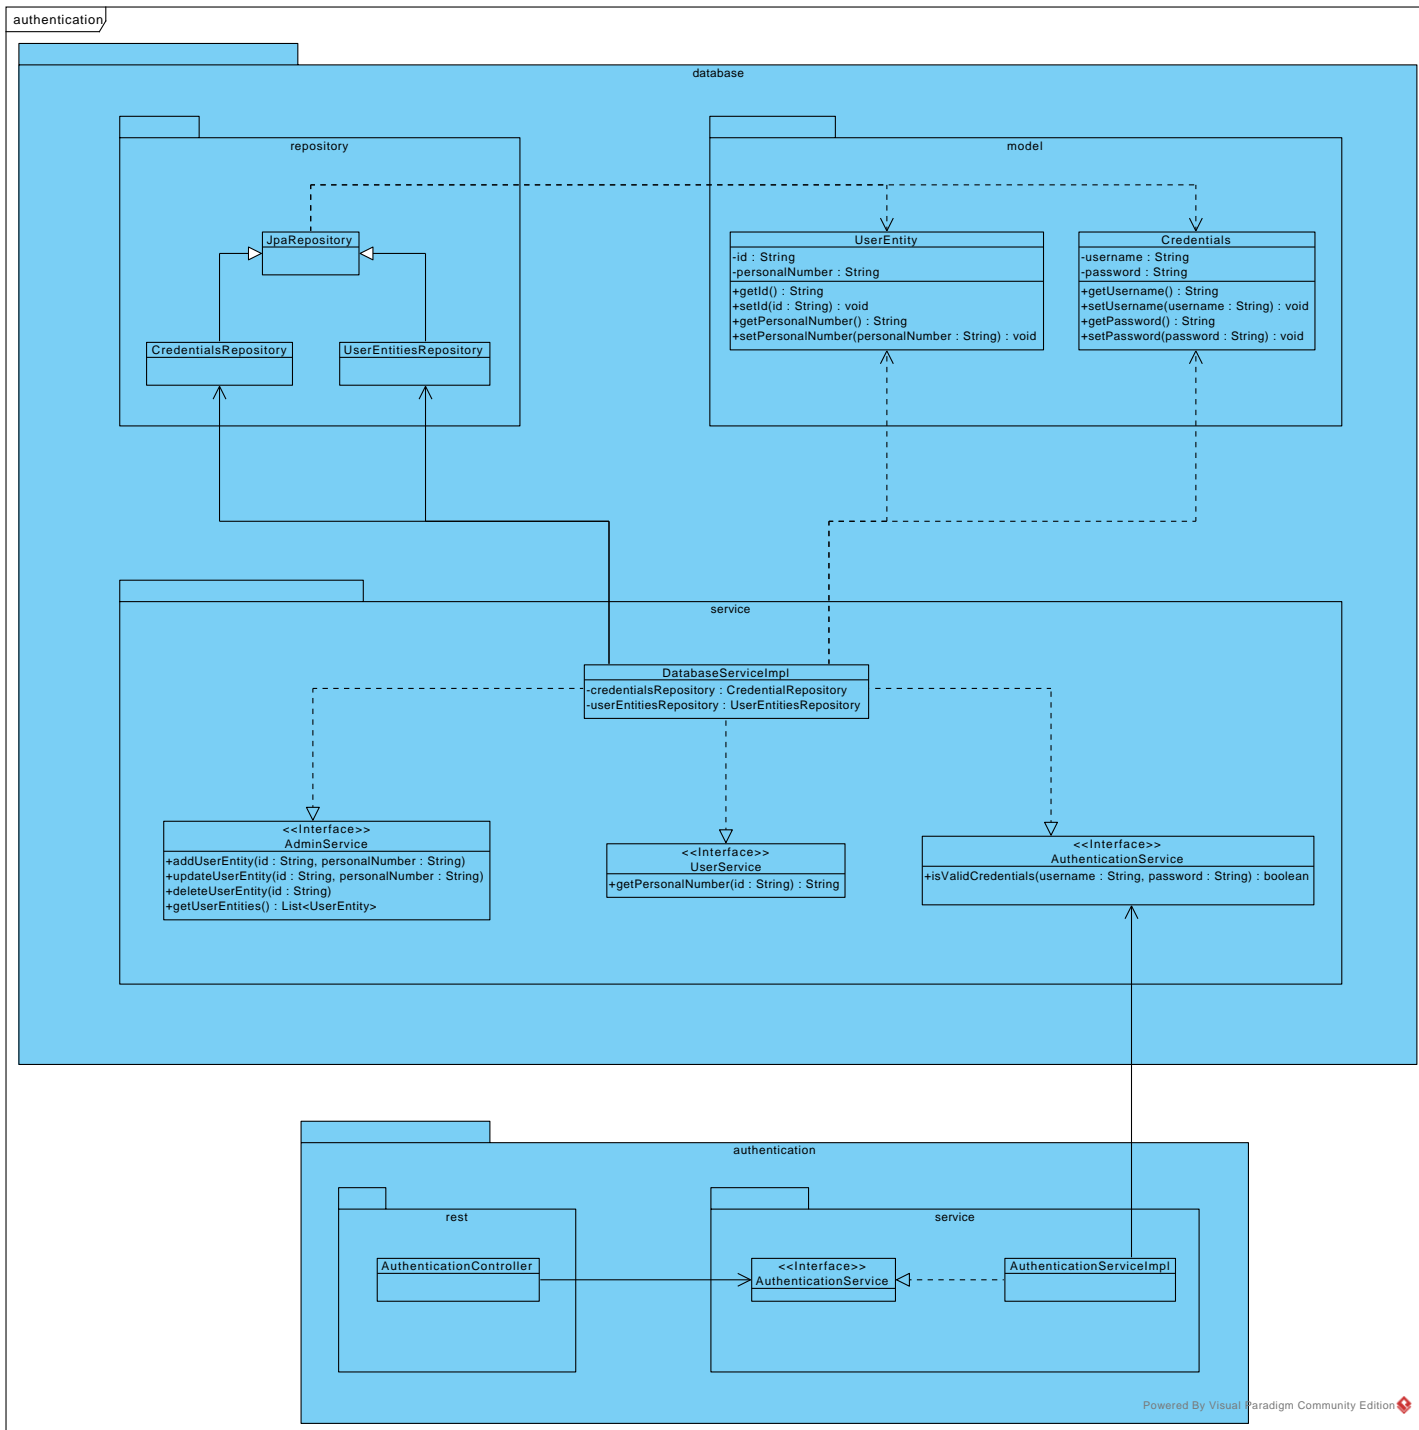 authentication
database
repository
model
JpaRepository
CredentialsRepository
UserEntitiesRepository
UserEntity
-id : String
-personalNumber : String
+getId() : String
+setId(id : String) : void
+getPersonalNumber() : String
+setPersonalNumber(personalNumber : String) : void
Credentials
-username : String
-password : String
+getUsername() : String
+setUsername(username : String) : void
+getPassword() : String
+setPassword(password : String) : void
service
DatabaseServiceImpl
-credentialsRepository : CredentialRepository
-userEntitiesRepository : UserEntitiesRepository
<<Interface>>
AdminService
+addUserEntity(id : String, personalNumber : String)
+updateUserEntity(id : String, personalNumber : String)
+deleteUserEntity(id : String)
+getUserEntities() : List<UserEntity>
<<Interface>>
UserService
+getPersonalNumber(id : String) : String
<<Interface>>
AuthenticationService
+isValidCredentials(username : String, password : String) : boolean
authentication
rest
AuthenticationController
service
<<Interface>>
AuthenticationService
AuthenticationServiceImpl
Powered By Visual Paradigm Community Edition